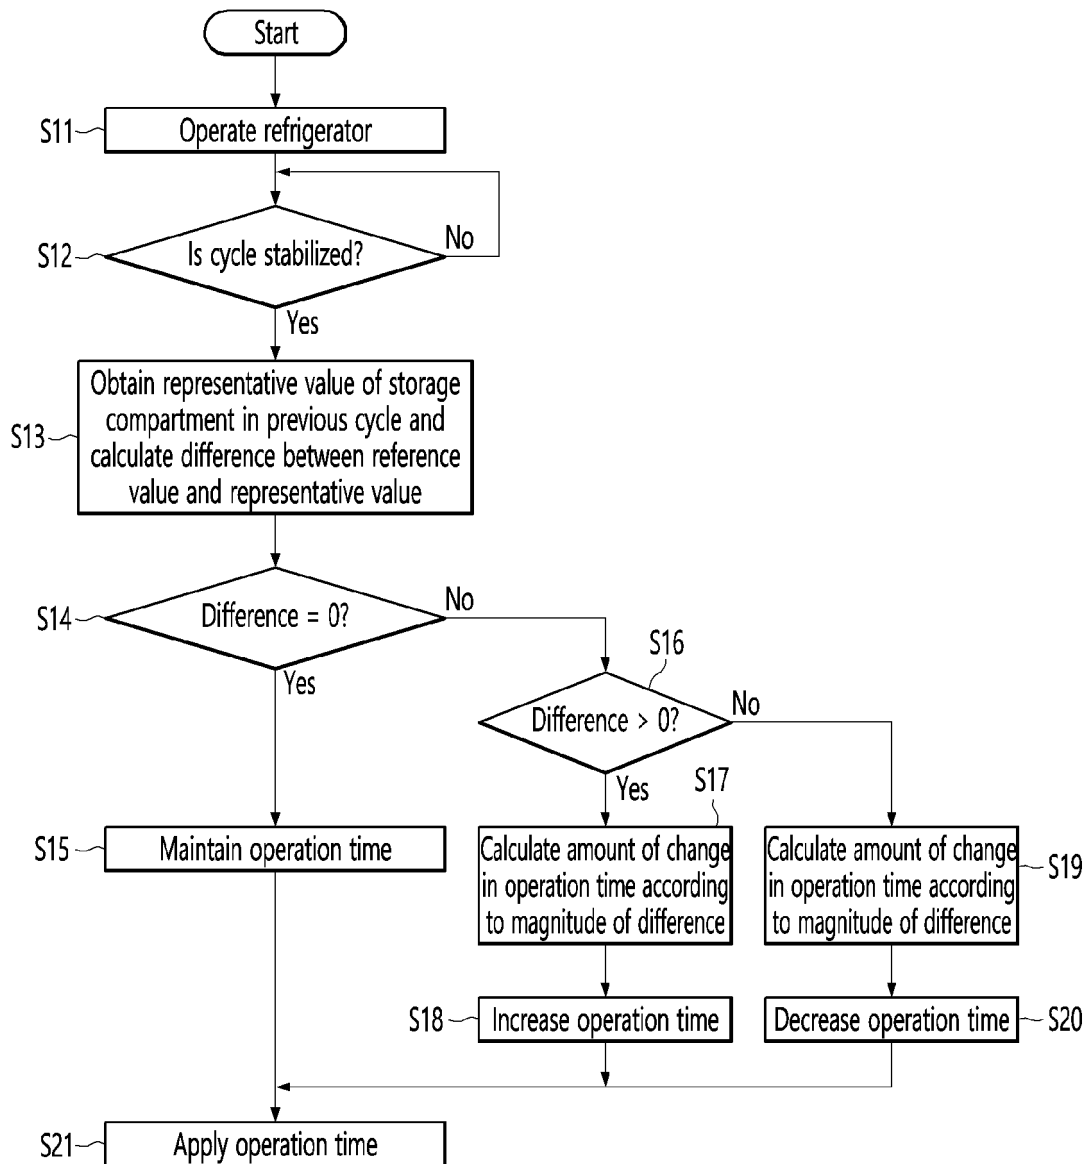 Start
S11
Operate refrigerator
S12
Is cycle stabilized?
No
Yes
S13
Obtain representative value of storage
compartment in previous cycle and
calculate difference between reference
value and representative value
S14
Difference = 0?
No
Yes
S16
Difference > 0?
No
Yes
S15
Maintain operation time
S17
Calculate amount of change
in operation time according
to magnitude of difference
Calculate amount of change
in operation time according
to magnitude of difference
S19
S18
Increase operation time
Decrease operation time
S20
S21
Apply operation time